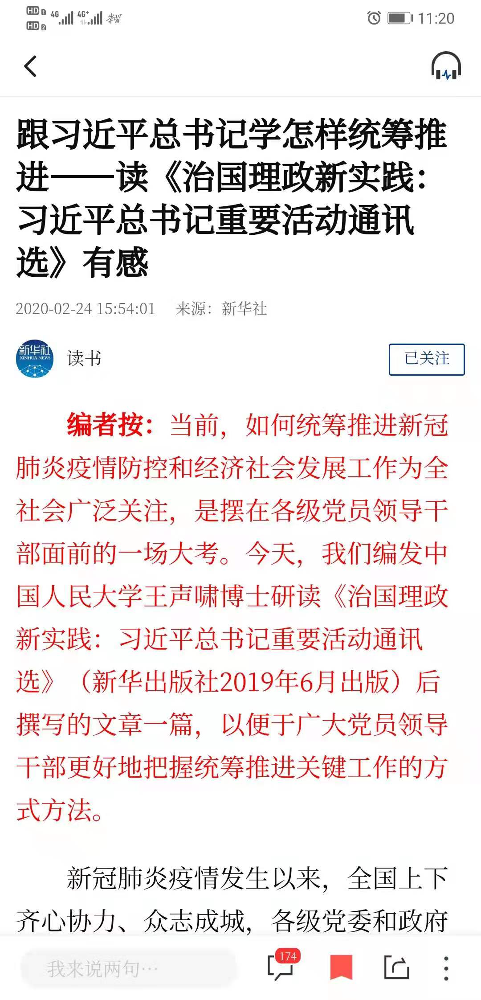 HD 1 4G 4G+ 学習 11:20
HD 2
跟习近平总书记学怎样统筹推
进——读《治国理政新实践：
习近平总书记重要活动通讯
选》有感
2020-02-24 15:54:01 来源：新华社
新华社
XINHUA NEWS
读书
已关注
编者按：当前，如何统筹推进新冠
肺炎疫情防控和经济社会发展工作为全
社会广泛关注，是摆在各级党员领导干
部面前的一场大考。今天，我们编发中
国人民大学王声啸博士研读《治国理政
新实践：习近平总书记重要活动通讯
选》（新华出版社2019年6月出版）后
撰写的文章一篇，以便于广大党员领导
干部更好地把握统筹推进关键工作的方
式方法。
新冠肺炎疫情发生以来，全国上下
齐心协力、众志成城，各级党委和政府
我来说两句…
174